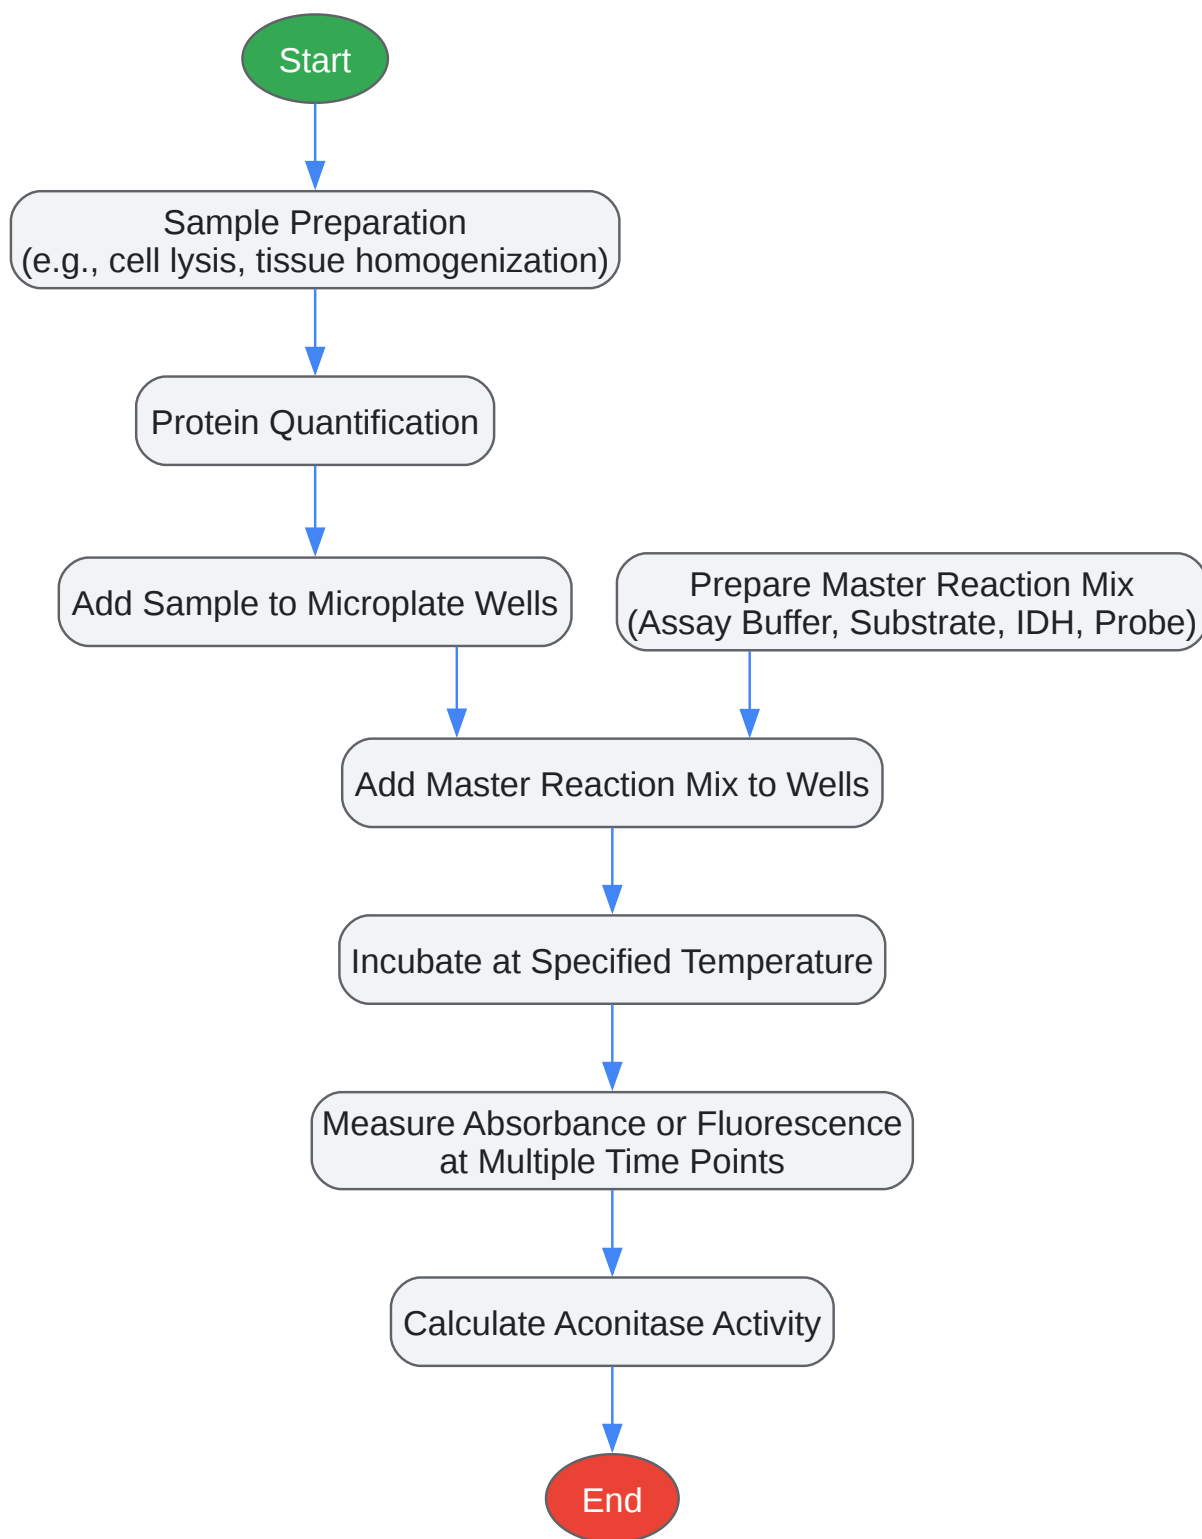 Start
Sample Preparation
(e.g., cell lysis, tissue homogenization)
Protein Quantification
Add Sample to Microplate Wells
Prepare Master Reaction Mix
(Assay Buffer, Substrate, IDH, Probe)
Add Master Reaction Mix to Wells
Incubate at Specified Temperature
Measure Absorbance or Fluorescence
at Multiple Time Points
Calculate Aconitase Activity
End